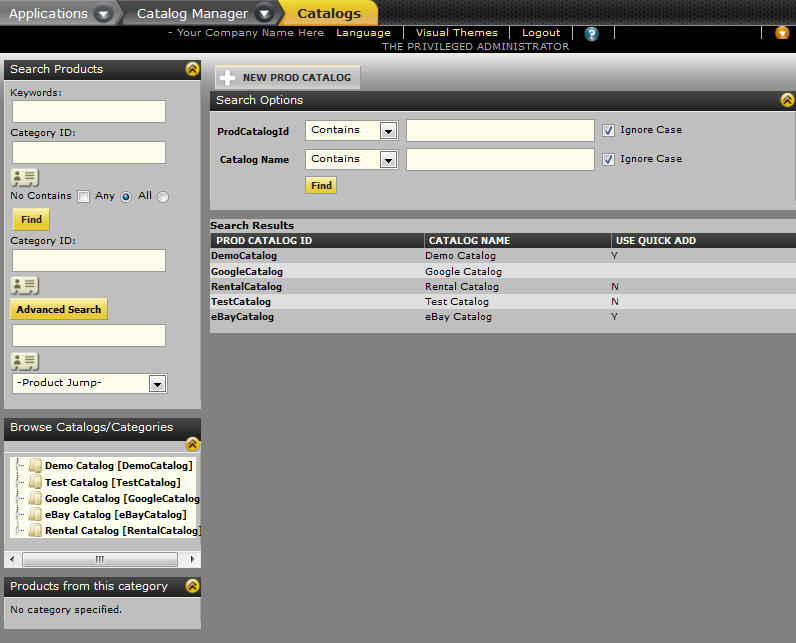 Applications Catalog Manager Catalogs
- Your Company Name Here Language Visual Themes Logout ?
THE PRIVILEGED ADMINISTRATOR
Search Products
Keywords:
Category ID:
No Contains Any All
Find
Category ID:
Advanced Search
-Product Jump-
Browse Catalogs/Categories
Demo Catalog [DemoCatalog]
Test Catalog [TestCatalog]
Google Catalog [GoogleCatalog
eBay Catalog [eBayCatalog]
Rental Catalog [RentalCatalog]
Products from this category
No category specified.
NEW PROD CATALOG
Search Options
ProdCatalogId Contains Ignore Case
Catalog Name Contains Ignore Case
Find
Search Results
PROD CATALOG ID CATALOG NAME USE QUICK ADD
DemoCatalog Demo Catalog Y
GoogleCatalog Google Catalog
RentalCatalog Rental Catalog N
TestCatalog Test Catalog N
eBayCatalog eBay Catalog Y